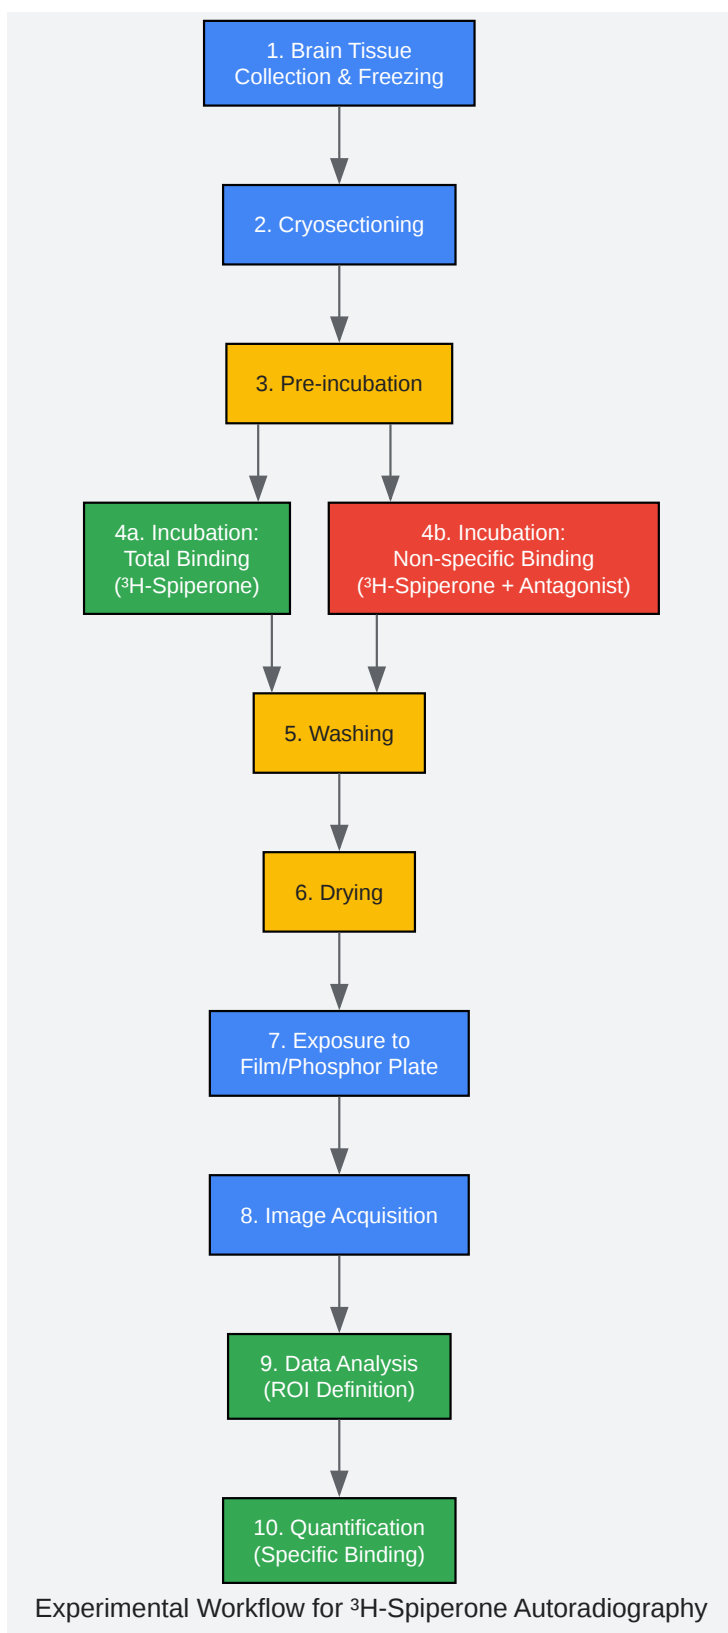 1. Brain Tissue
Collection & Freezing
2. Cryosectioning
3. Pre-incubation
4a. Incubation:
Total Binding
(³H-Spiperone)
4b. Incubation:
Non-specific Binding
(³H-Spiperone + Antagonist)
5. Washing
6. Drying
7. Exposure to
Film/Phosphor Plate
8. Image Acquisition
9. Data Analysis
(ROI Definition)
10. Quantification
(Specific Binding)
Experimental Workflow for ³H-Spiperone Autoradiography